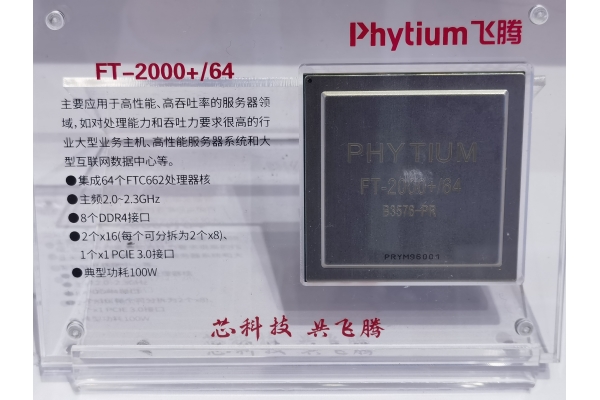 Phytium飞腾
FT-2000+/64
主要应用于高性能、高吞吐率的服务器领
域，如对处理能力和吞吐力要求很高的行
业大型业务主机、高性能服务器系统和大
型互联网数据中心等。
●集成64个FTC662处理器核
●主频2.0~2.3GHz
●8个DDR4接口
●2个x16(每个可分拆为2个x8)、
1个x1 PCIE 3.0接口
●典型功耗100W
PHYTIUM
FT-2000+/64
93578-PR
PRYM56001
芯科技 共飞腾